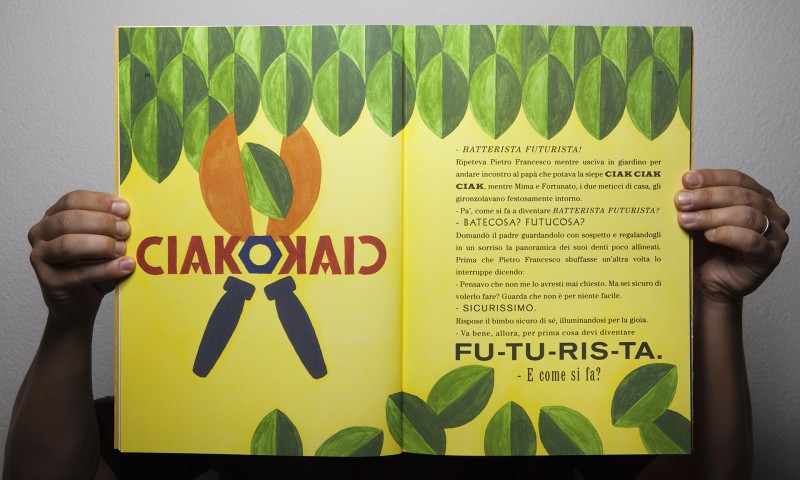 CIAK CIAK
- BATTERISTA FUTURISTA!
Ripeteva Pietro Francesco mentre usciva in giardino per
andare incontro al papà che potava la siepe CIAK CIAK
CIAK, mentre Mima e Fortunato, i due meticci di casa, gli
gironzolavano festosamente intorno.
- Pa', come si fa a diventare BATTERISTA FUTURISTA?
- BATECOSA? FUTUCOSA?
Domandò il padre guardandolo con sospetto e regalandogli
in un sorriso la panoramica dei suoi denti poco allineati.
Prima che Pietro Francesco sbuffasse un'altra volta lo
interruppe dicendo:
- Pensavo che non me lo avresti mai chiesto. Ma sei sicuro di
volerlo fare? Guarda che non è per niente facile.
- SICURISSIMO.
Rispose il bimbo sicuro di sé, illuminandosi per la gioia.
- Va bene, allora, per prima cosa devi diventare
FU-TU-RIS-TA.
- E come si fa?